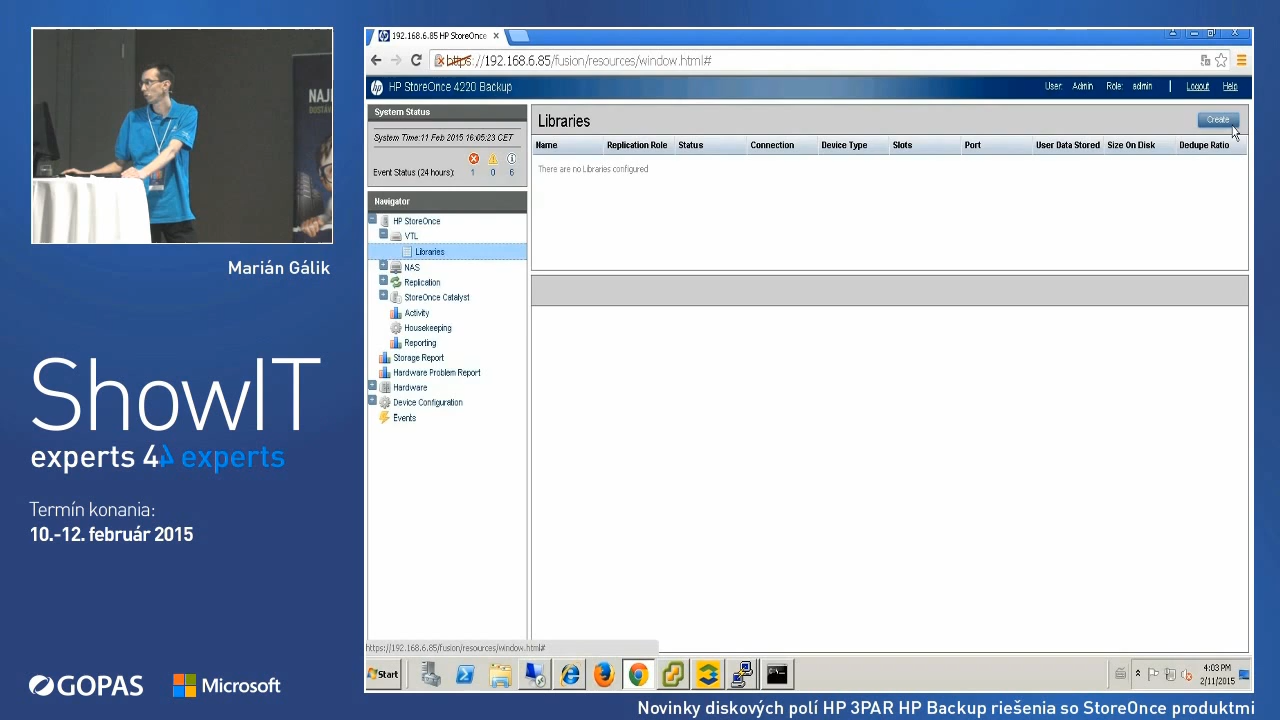 NAJ
DOSTÁV
Marián Gálik
ShowIT
experts 4 experts
Termín konania:
10.-12. február 2015
GOPAS
Microsoft
192.168.6.85 HP StoreOnce
https://192.168.6.85/fusion/resources/window.html#
HP StoreOnce 4220 Backup
User: Admin Role: admin | Logout Help
System Status
System Time:11 Feb 2015 16:05:23 CET
Event Status (24 hours): 1 0 6
Navigator
HP StoreOnce
VTL
Libraries
NAS
Replication
StoreOnce Catalyst
Activity
Housekeeping
Reporting
Storage Report
Hardware Problem Report
Hardware
Device Configuration
Events
Libraries
Create
Name Replication Role Status Connection Device Type Slots Port User Data Stored Size On Disk Dedupe Ratio
There are no Libraries configured
https://192.168.6.85/fusion/resources/window.html#
Start
4:03 PM
2/11/2015
Novinky diskových polí HP 3PAR HP Backup riešenia so StoreOnce produktmi